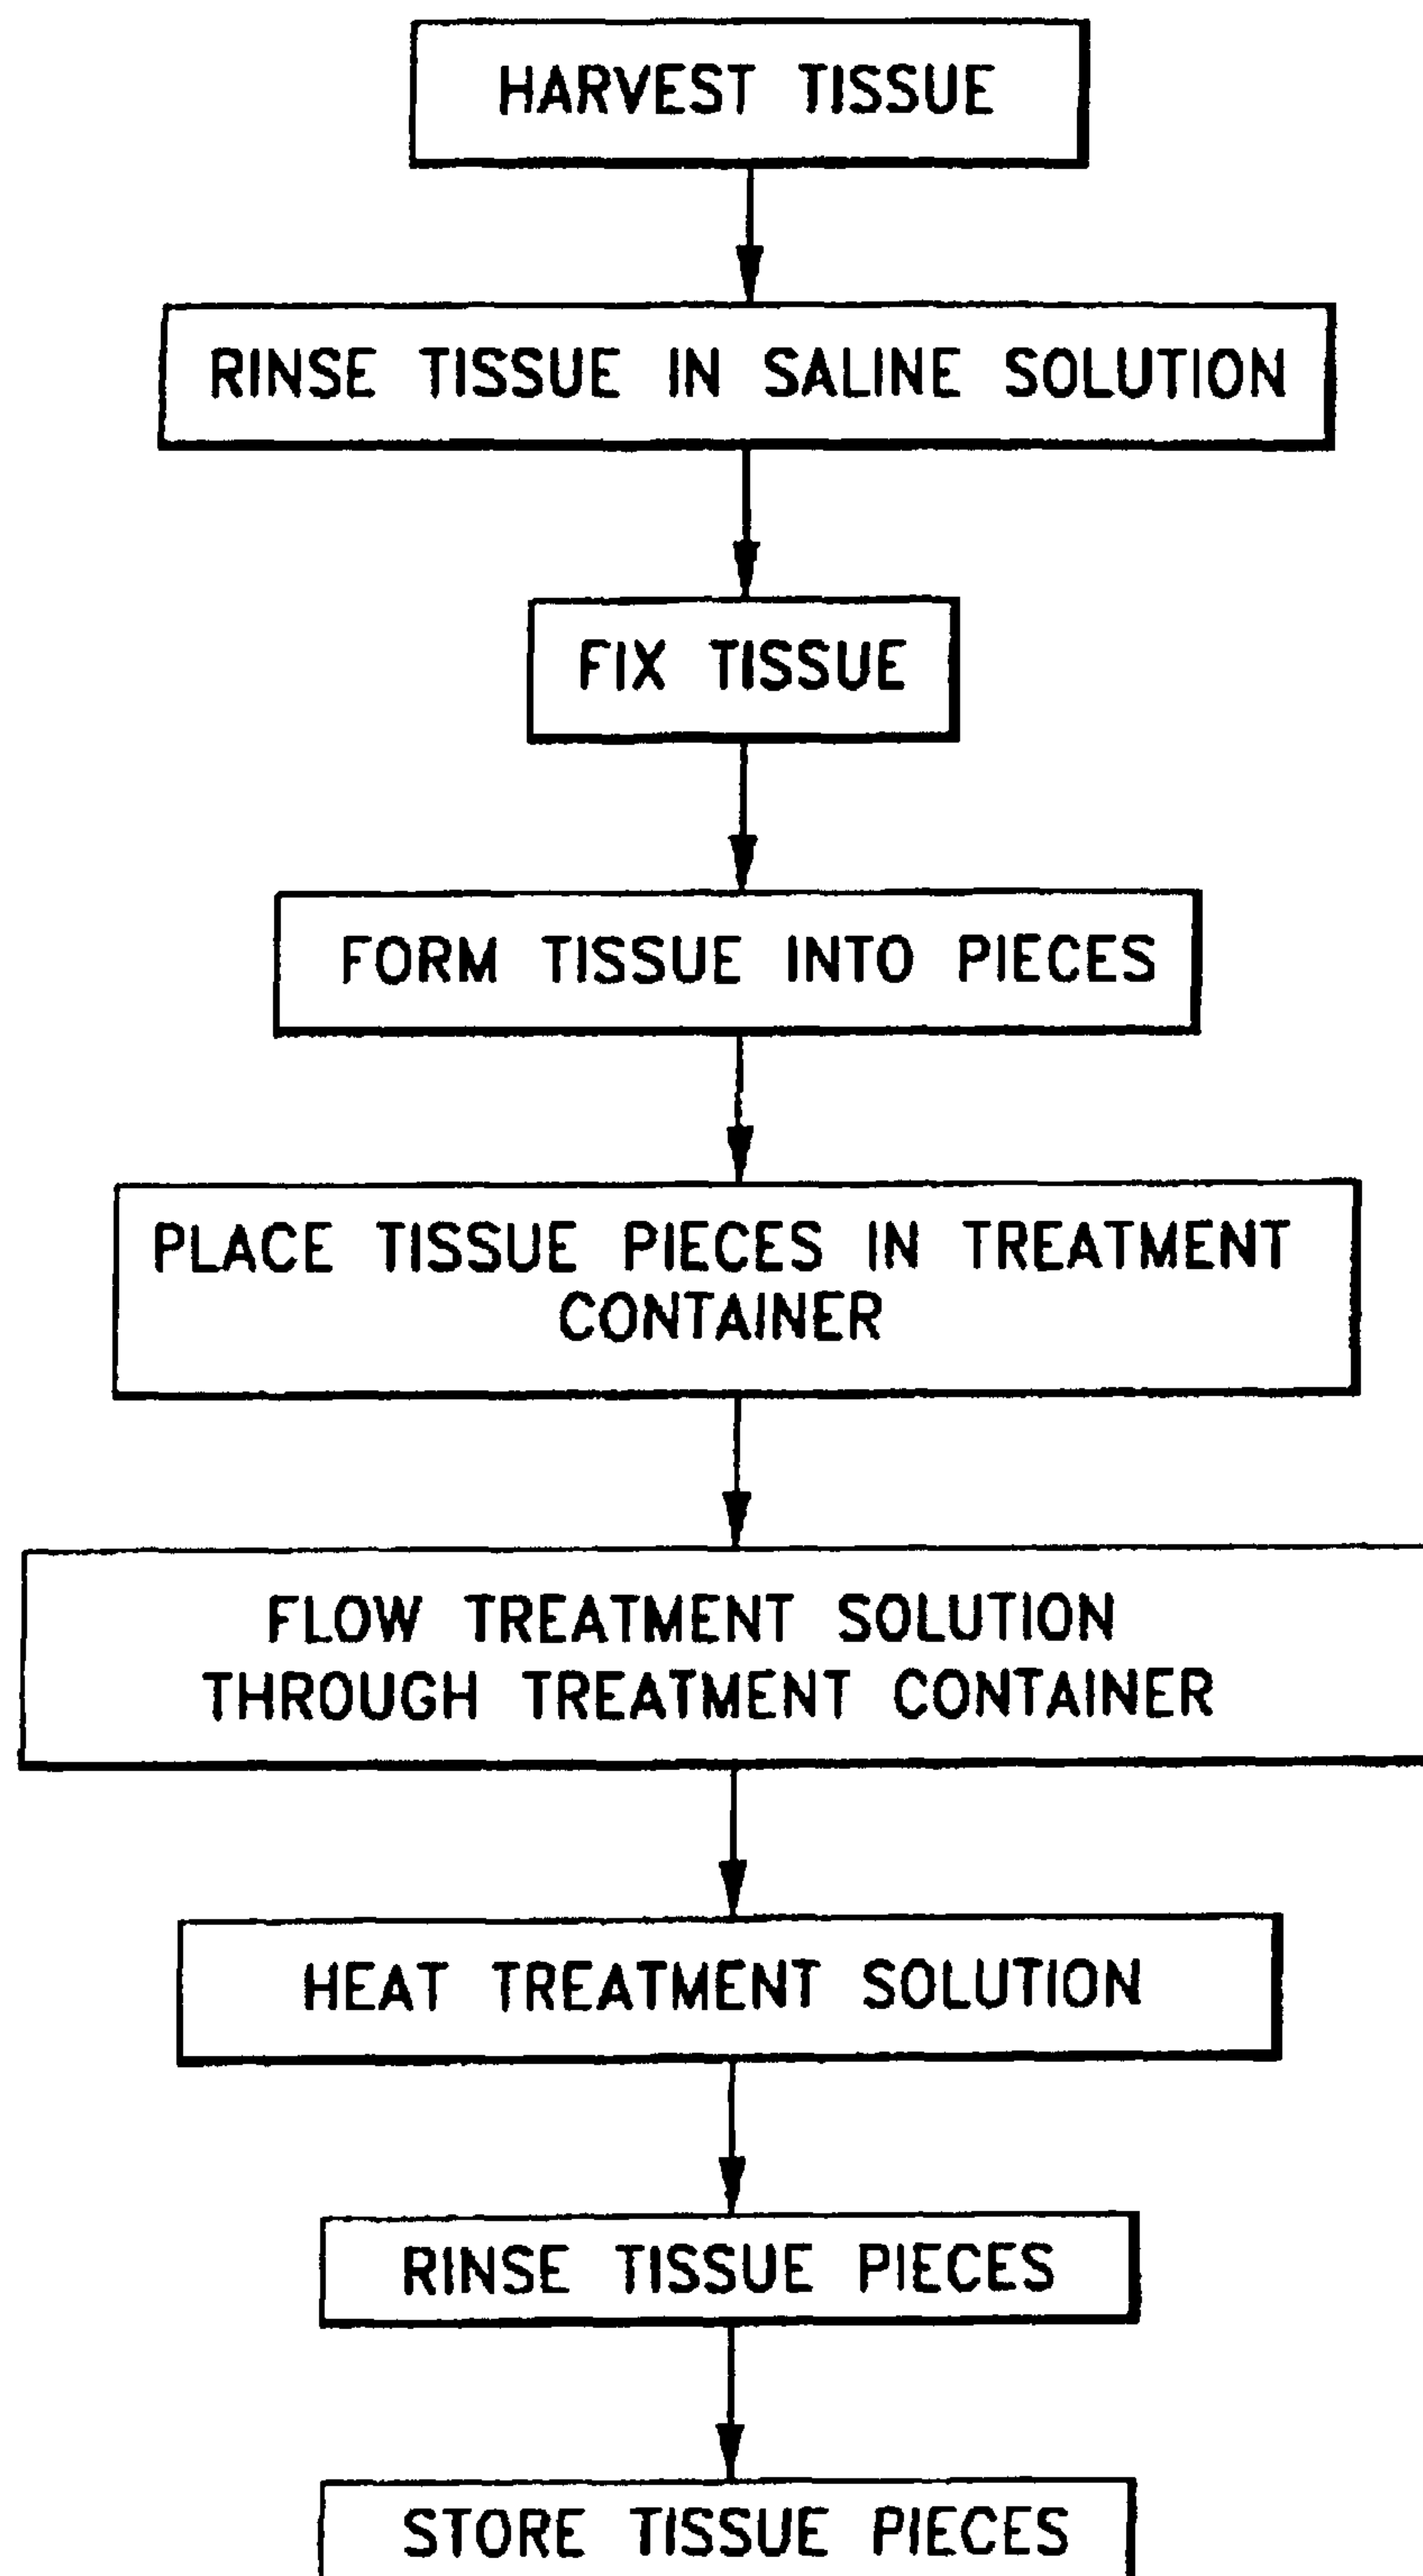 HARVEST TISSUE
RINSE TISSUE IN SALINE SOLUTION
FIX TISSUE
FORM TISSUE INTO PIECES
PLACE TISSUE PIECES IN TREATMENT
CONTAINER
FLOW TREATMENT SOLUTION
THROUGH TREATMENT CONTAINER
HEAT TREATMENT SOLUTION
RINSE TISSUE PIECES
STORE TISSUE PIECES